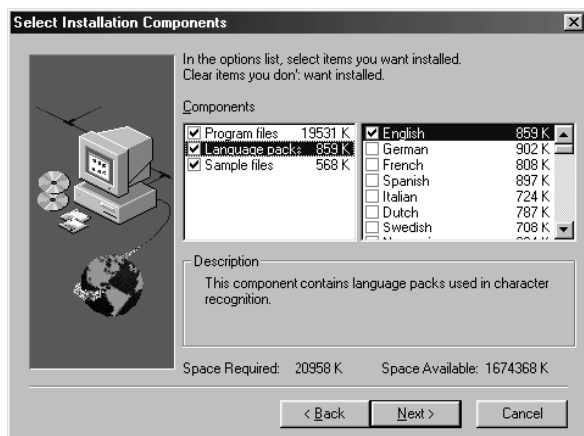 Select Installation Components
In the options list, select items you want installed.
Clear items you don't want installed.
Components
Program files 19531 K
Language packs 859 K
Sample files 568 K
English 859 K
German 902 K
French 808 K
Spanish 897 K
Italian 724 K
Dutch 787 K
Swedish 708 K
Description
This component contains language packs used in character
recognition.
Space Required: 20958 K Space Available: 1674368 K
< Back Next > Cancel